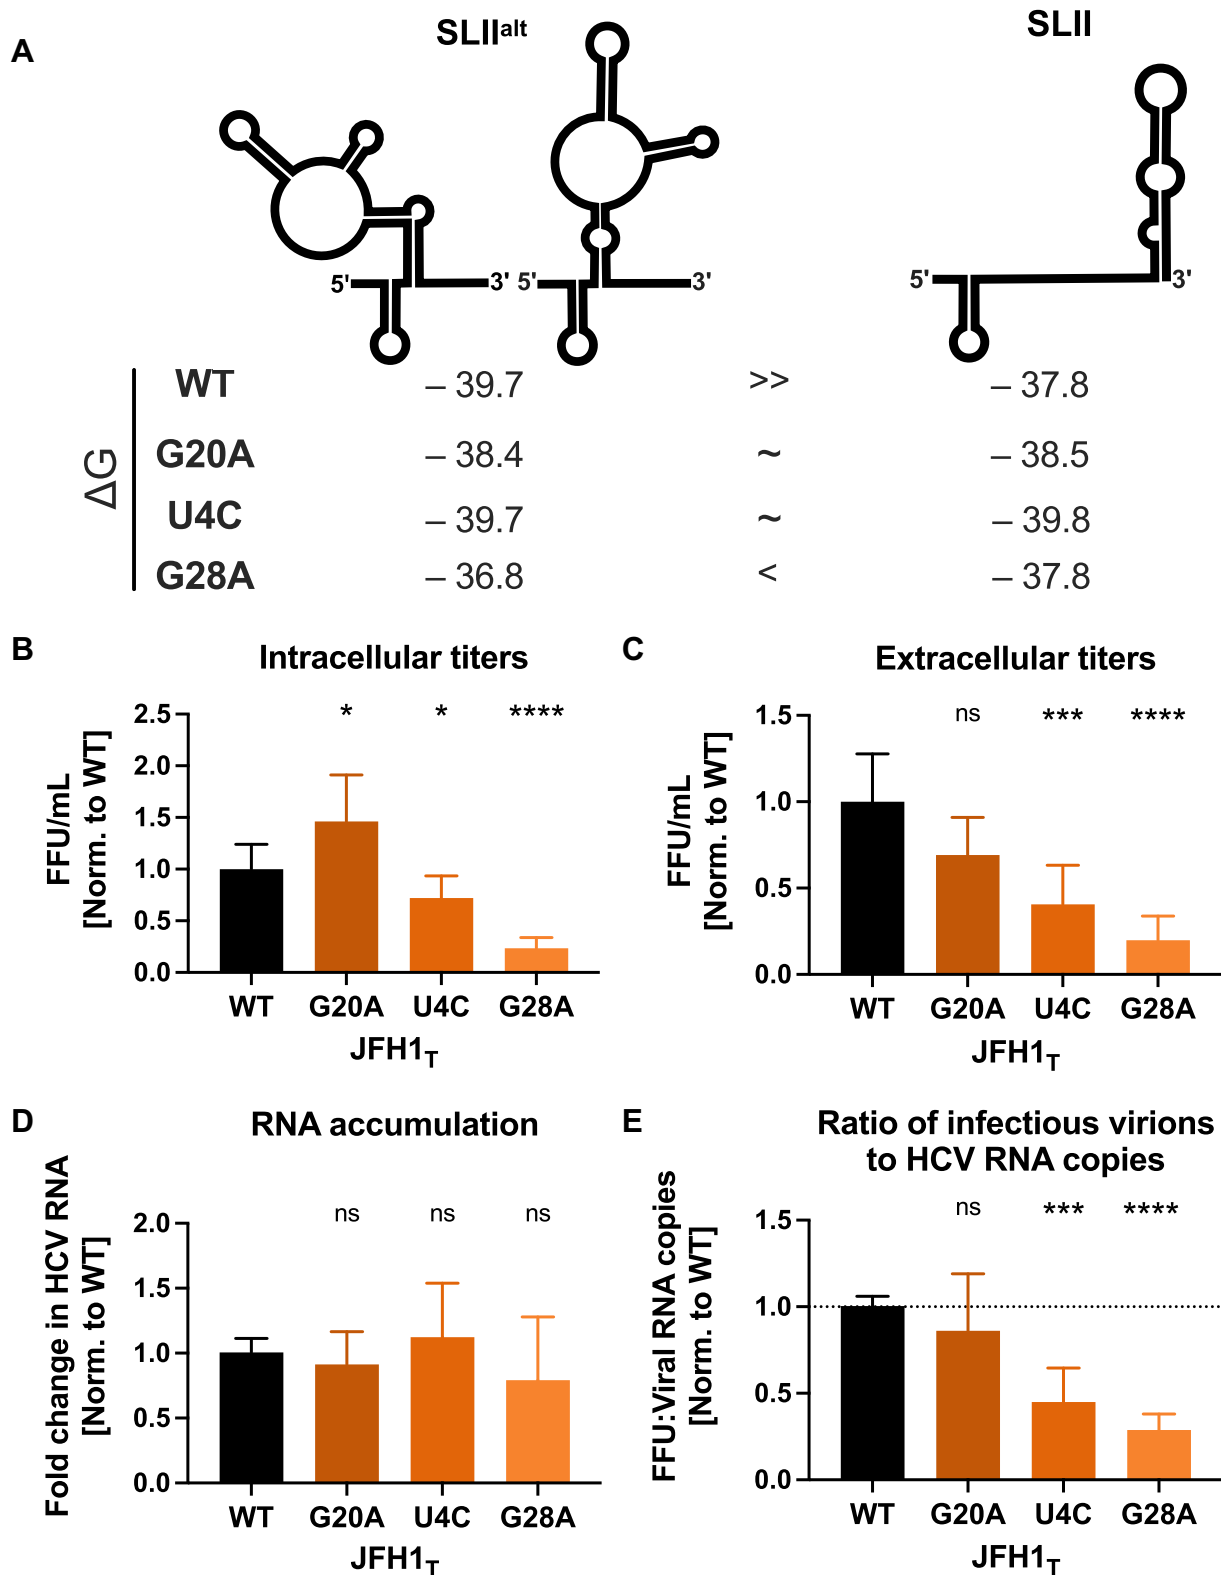 A
SLIIalt
SLII
5'
3'
5'
3'
5'
3'
ΔG
WT
– 39.7
>>
– 37.8
G20A
– 38.4
~
– 38.5
U4C
– 39.7
~
– 39.8
G28A
– 36.8
<
– 37.8
B
Intracellular titers
FFU/mL
[Norm. to WT]
2.5
2.0
1.5
1.0
0.5
0.0
*
*
****
WT
G20A
U4C
G28A
JFH1T
C
Extracellular titers
FFU/mL
[Norm. to WT]
1.5
1.0
0.5
0.0
ns
***
****
WT
G20A
U4C
G28A
JFH1T
D
RNA accumulation
Fold change in HCV RNA
[Norm. to WT]
2.0
1.5
1.0
0.5
0.0
ns
ns
ns
WT
G20A
U4C
G28A
JFH1T
E
Ratio of infectious virions
to HCV RNA copies
FFU:Viral RNA copies
[Norm. to WT]
1.5
1.0
0.5
0.0
ns
***
****
WT
G20A
U4C
G28A
JFH1T